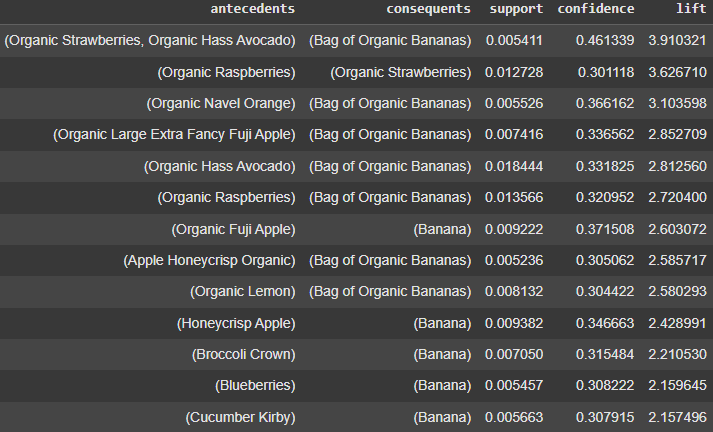 antecedents consequents support confidence lift
(Organic Strawberries, Organic Hass Avocado) (Bag of Organic Bananas) 0.005411 0.461339 3.910321
(Organic Raspberries) (Organic Strawberries) 0.012728 0.301118 3.626710
(Organic Navel Orange) (Bag of Organic Bananas) 0.005526 0.366162 3.103598
(Organic Large Extra Fancy Fuji Apple) (Bag of Organic Bananas) 0.007416 0.336562 2.852709
(Organic Hass Avocado) (Bag of Organic Bananas) 0.018444 0.331825 2.812560
(Organic Raspberries) (Bag of Organic Bananas) 0.013566 0.320952 2.720400
(Organic Fuji Apple) (Banana) 0.009222 0.371508 2.603072
(Apple Honeycrisp Organic) (Bag of Organic Bananas) 0.005236 0.305062 2.585717
(Organic Lemon) (Bag of Organic Bananas) 0.008132 0.304422 2.580293
(Honeycrisp Apple) (Banana) 0.009382 0.346663 2.428991
(Broccoli Crown) (Banana) 0.007050 0.315484 2.210530
(Blueberries) (Banana) 0.005457 0.308222 2.159645
(Cucumber Kirby) (Banana) 0.005663 0.307915 2.157496